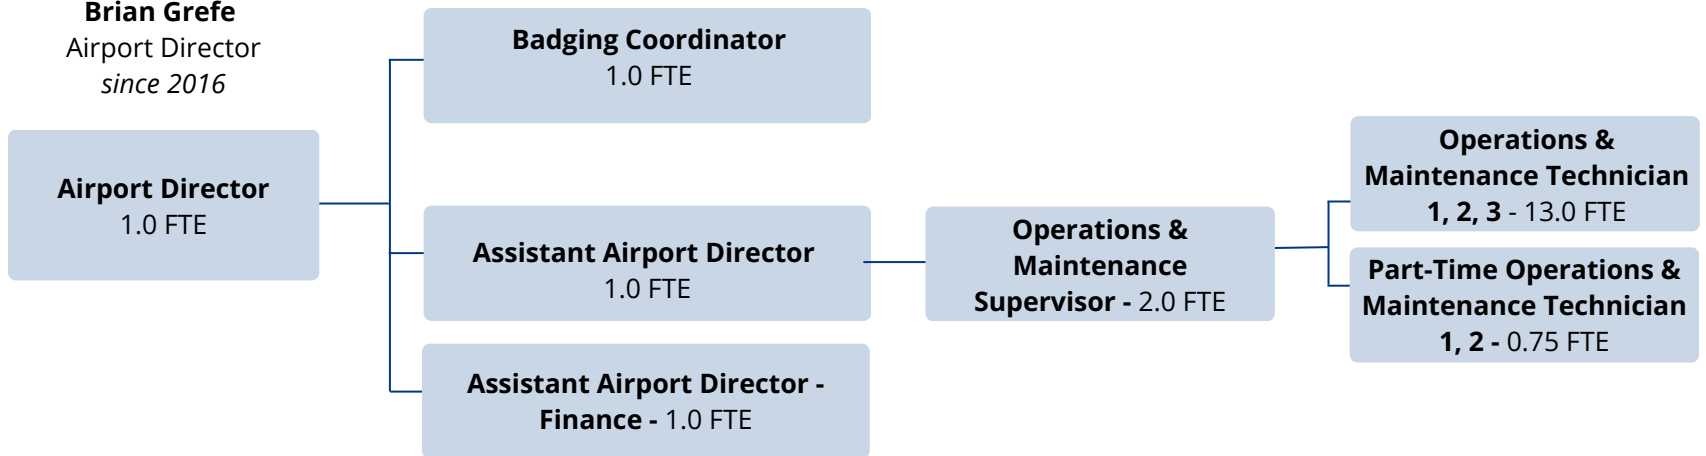 Brian Grefe
Airport Director
since 2016
Airport Director
1.0 FTE
Badging Coordinator
1.0 FTE
Assistant Airport Director
1.0 FTE
Assistant Airport Director -
Finance - 1.0 FTE
Operations &
Maintenance
Supervisor - 2.0 FTE
Operations &
Maintenance Technician
1, 2, 3 - 13.0 FTE
Part-Time Operations &
Maintenance Technician
1, 2 - 0.75 FTE